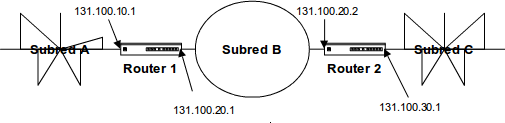 131.100.10.1
131.100.20.2
Subred A
Subred B
Subred C
Router 1
Router 2
131.100.20.1
131.100.30.1